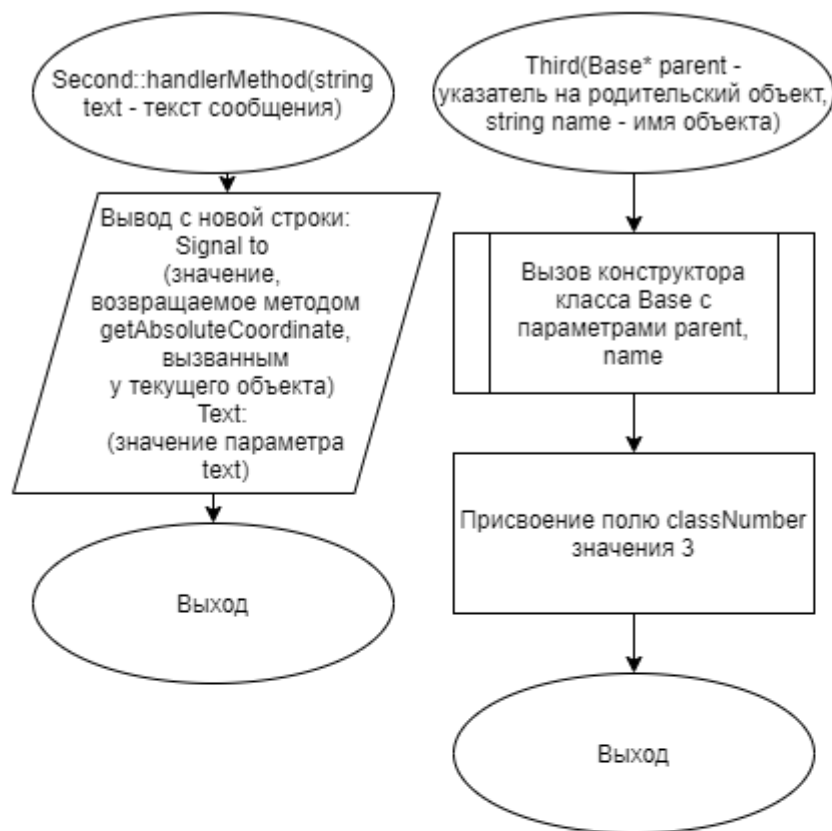 Second::handlerMethod(string
text - текст сообщения)
Вывод с новой строки:
Signal to
(значение,
возвращаемое методом
getAbsoluteCoordinate,
вызванным
у текущего объекта)
Text:
(значение параметра
text)
Выход
Third(Base* parent -
указатель на родительский объект,
string name - имя объекта)
Вызов конструктора
класса Base с
параметрами parent,
name
Присвоение полю classNumber
значения 3
Выход